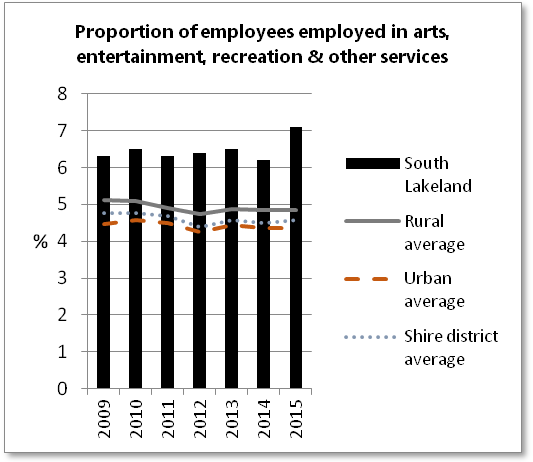 Proportion of employees employed in arts,
entertainment, recreation & other services
8
7
6
5
4
3
2
1
0
%
2009
2010
2011
2012
2013
2014
2015
South
Lakeland
Rural
average
Urban
average
Shire district
average